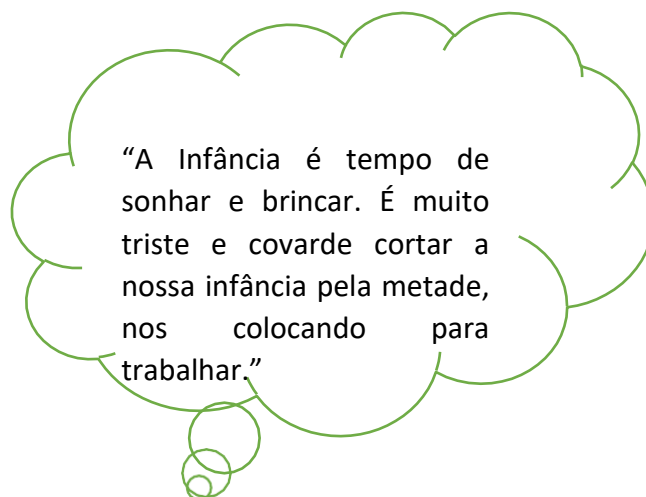 “A Infância é tempo de
sonhar e brincar. É muito
triste e covarde cortar a
nossa infância pela metade,
nos colocando para
trabalhar.”